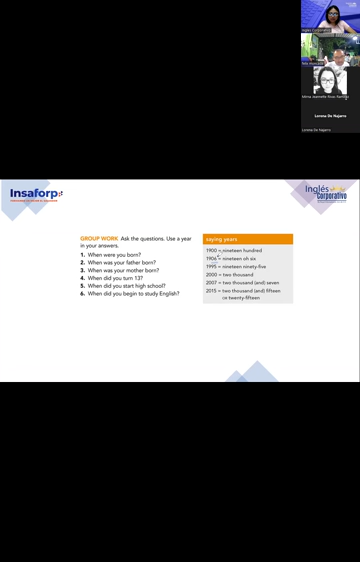 Inglés Corporativo
Lorena De Najarro
Lorena De Najarro
Insaforp
Inglés
Corporativo
GROUP WORK Ask the questions. Use a year
in your answers.
1. When were you born?
2. When was your father born?
3. When was your mother born?
4. When did you turn 13?
5. When did you start high school?
6. When did you begin to study English?
saying years
1900 = nineteen hundred
1906 = nineteen oh six
1995 = nineteen ninety-five
2000 = two thousand
2007 = two thousand (and) seven
2015 = two thousand (and) fifteen
OR twenty-fifteen